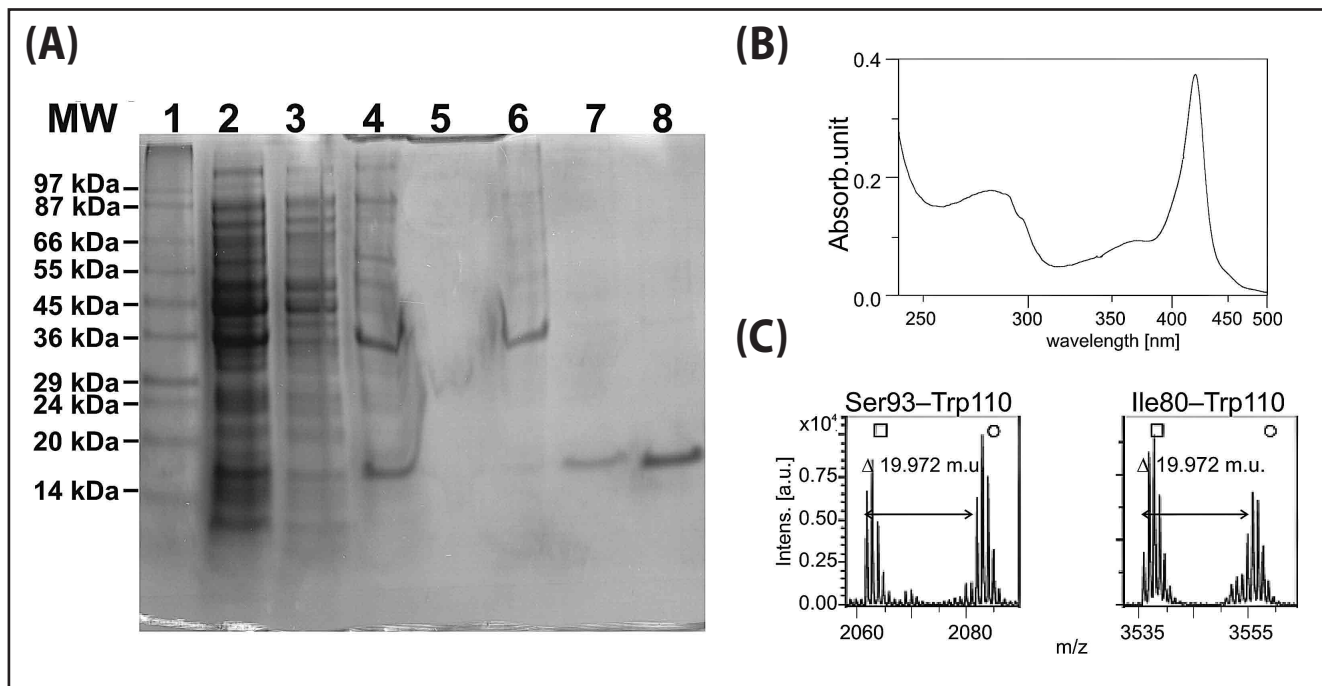 (A)
MW 1 2 3 4 5 6 7 8
97 kDa
87 kDa
66 kDa
55 kDa
45 kDa
36 kDa
29 kDa
24 kDa
20 kDa
14 kDa
(B)
Absorb.unit
0.4
0.2
0.0
250 300 350 400 450 500
wavelength [nm]
(C)
Ser93–Trp110
x10⁴
Intens. [a.u.]
0.75
0.50
0.25
0.00
Δ 19.972 m.u.
2060 2080
Ile80–Trp110
Δ 19.972 m.u.
3535 3555
m/z